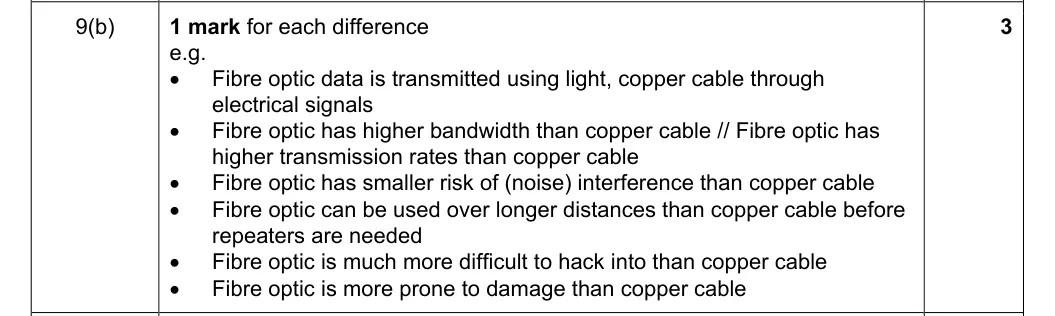 9(b) 1 mark for each difference 3
e.g.
• Fibre optic data is transmitted using light, copper cable through
electrical signals
• Fibre optic has higher bandwidth than copper cable // Fibre optic has
higher transmission rates than copper cable
• Fibre optic has smaller risk of (noise) interference than copper cable
• Fibre optic can be used over longer distances than copper cable before
repeaters are needed
• Fibre optic is much more difficult to hack into than copper cable
• Fibre optic is more prone to damage than copper cable